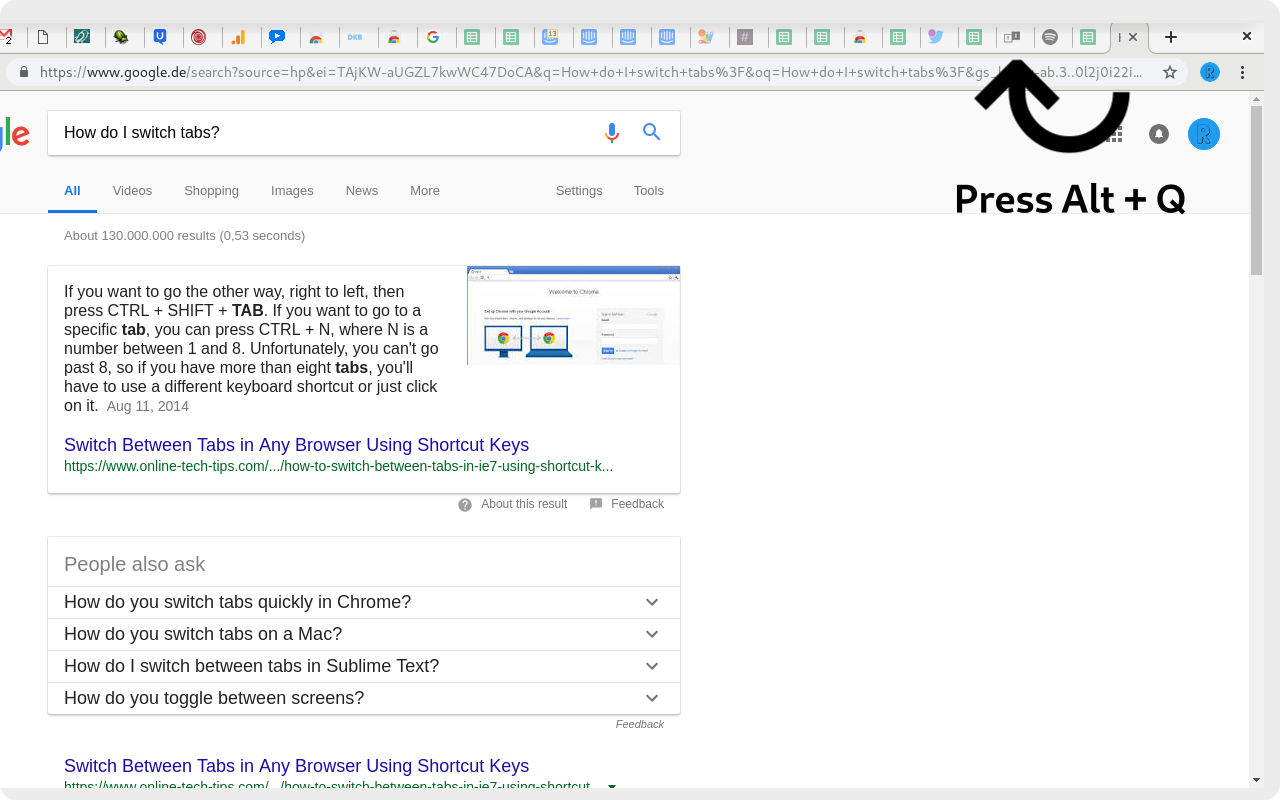 2
DKB
13
#
https://www.google.de/search?source=hp&ei=TAjKW-aUGZL7kwWC47DoCA&q=How+do+I+switch+tabs%3F&oq=How+do+I+switch+tabs%3F&gs_ -ab.3..0l2j0i22i...
R
gle
How do I switch tabs?
R
All Videos Shopping Images News More Settings Tools
Press Alt + Q
About 130.000.000 results (0,53 seconds)
If you want to go the other way, right to left, then
press CTRL + SHIFT + TAB. If you want to go to a
specific tab, you can press CTRL + N, where N is a
number between 1 and 8. Unfortunately, you can't go
past 8, so if you have more than eight tabs, you'll
have to use a different keyboard shortcut or just click
on it. Aug 11, 2014
Welcome to Chrome
Switch Between Tabs in Any Browser Using Shortcut Keys
https://www.online-tech-tips.com/.../how-to-switch-between-tabs-in-ie7-using-shortcut-k...
About this result Feedback
People also ask
How do you switch tabs quickly in Chrome?
How do you switch tabs on a Mac?
How do I switch between tabs in Sublime Text?
How do you toggle between screens?
Feedback
Switch Between Tabs in Any Browser Using Shortcut Keys
https://www.online-tech-tips.com/.../how-to-switch-between-tabs-in-ie7-using-shortcut...